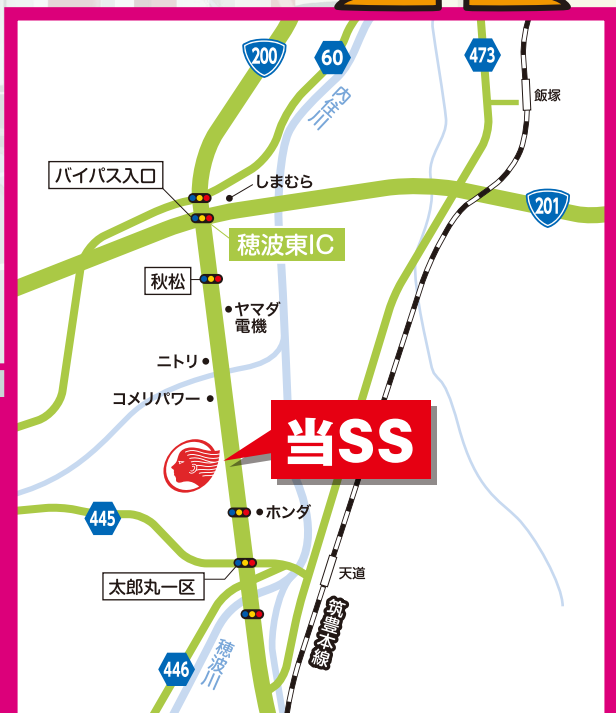 200
60
473
飯塚
内住川
バイパス入口
しまむら
201
穂波東IC
秋松
ヤマダ
電機
ニトリ
コメリパワー
当SS
445
ホンダ
太郎丸一区
天道
筑豊本線
穂波川
446